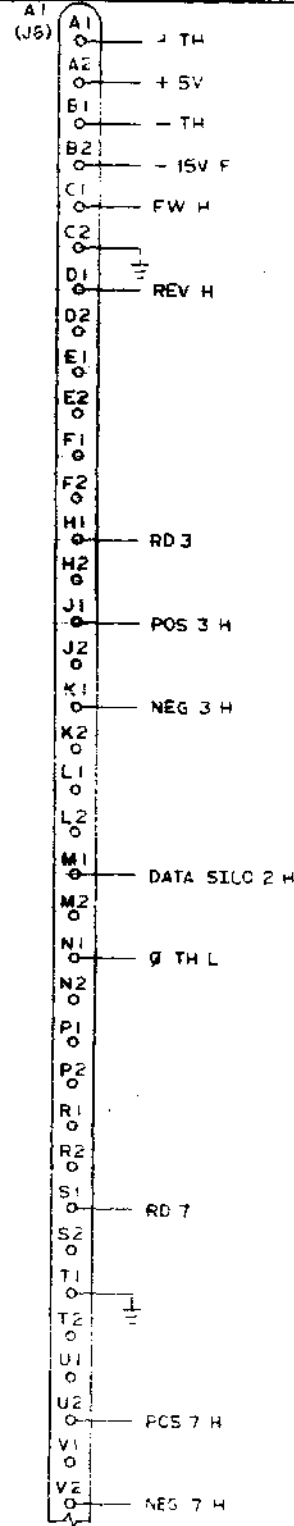 A1
(J8)
A1 + TH
A2 + 5V
B1 - TH
B2 - 15V F
C1 FW H
C2
D1 REV H
D2
E1
E2
F1
F2
H1 RD 3
H2
J1 POS 3 H
J2
K1 NEG 3 H
K2
L1
L2
M1 DATA SILO 2 H
M2
N1 Ø TH L
N2
P1
P2
R1
R2
S1 RD 7
S2
T1
T2
U1
U2 POS 7 H
V1
V2 NEG 7 H